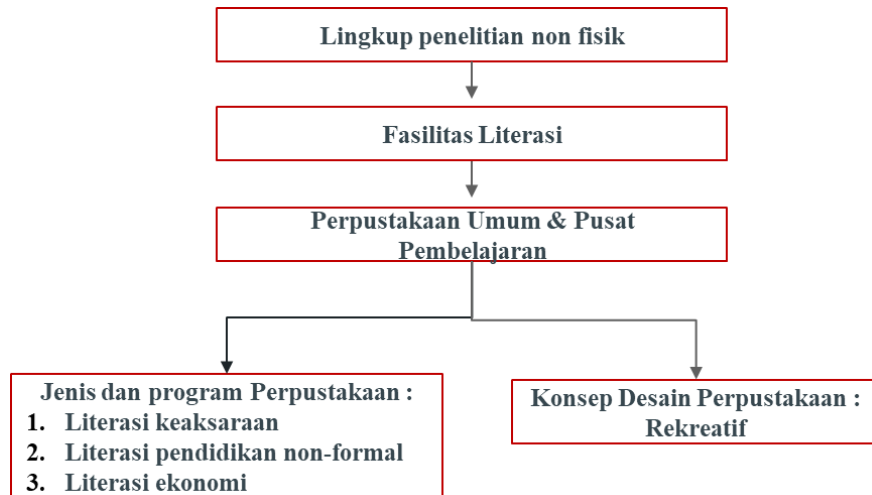 Lingkup penelitian non fisik
Fasilitas Literasi
Perpustakaan Umum & Pusat
Pembelajaran
Jenis dan program Perpustakaan :
1. Literasi keaksaraan
2. Literasi pendidikan non-formal
3. Literasi ekonomi
Konsep Desain Perpustakaan :
Rekreatif